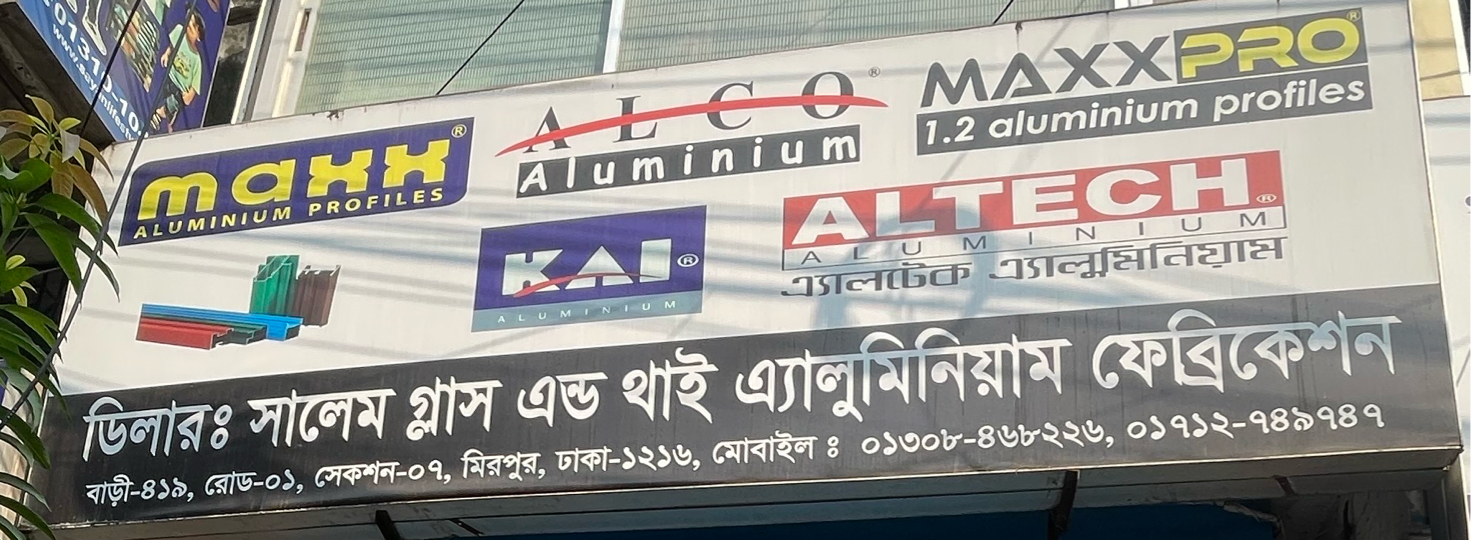 maxx®
ALUMINIUM PROFILES
ALCO®
Aluminium
MAXXPRO®
1.2 aluminium profiles
KAI®
ALUMINIUM
ALTECH®
ALUMINIUM
এ্যালটেক এ্যালুমিনিয়াম
ডিলারঃ সালেম গ্লাস এন্ড থাই এ্যালুমিনিয়াম ফেব্রিকেশন
বাড়ী-৪১৯, রোড-০১, সেকশন-০৭, মিরপুর, ঢাকা-১২১৬, মোবাইল : ০১৩০৮-৪৬৮২২৬, ০১৭১২-৭৪৯৭৪৭